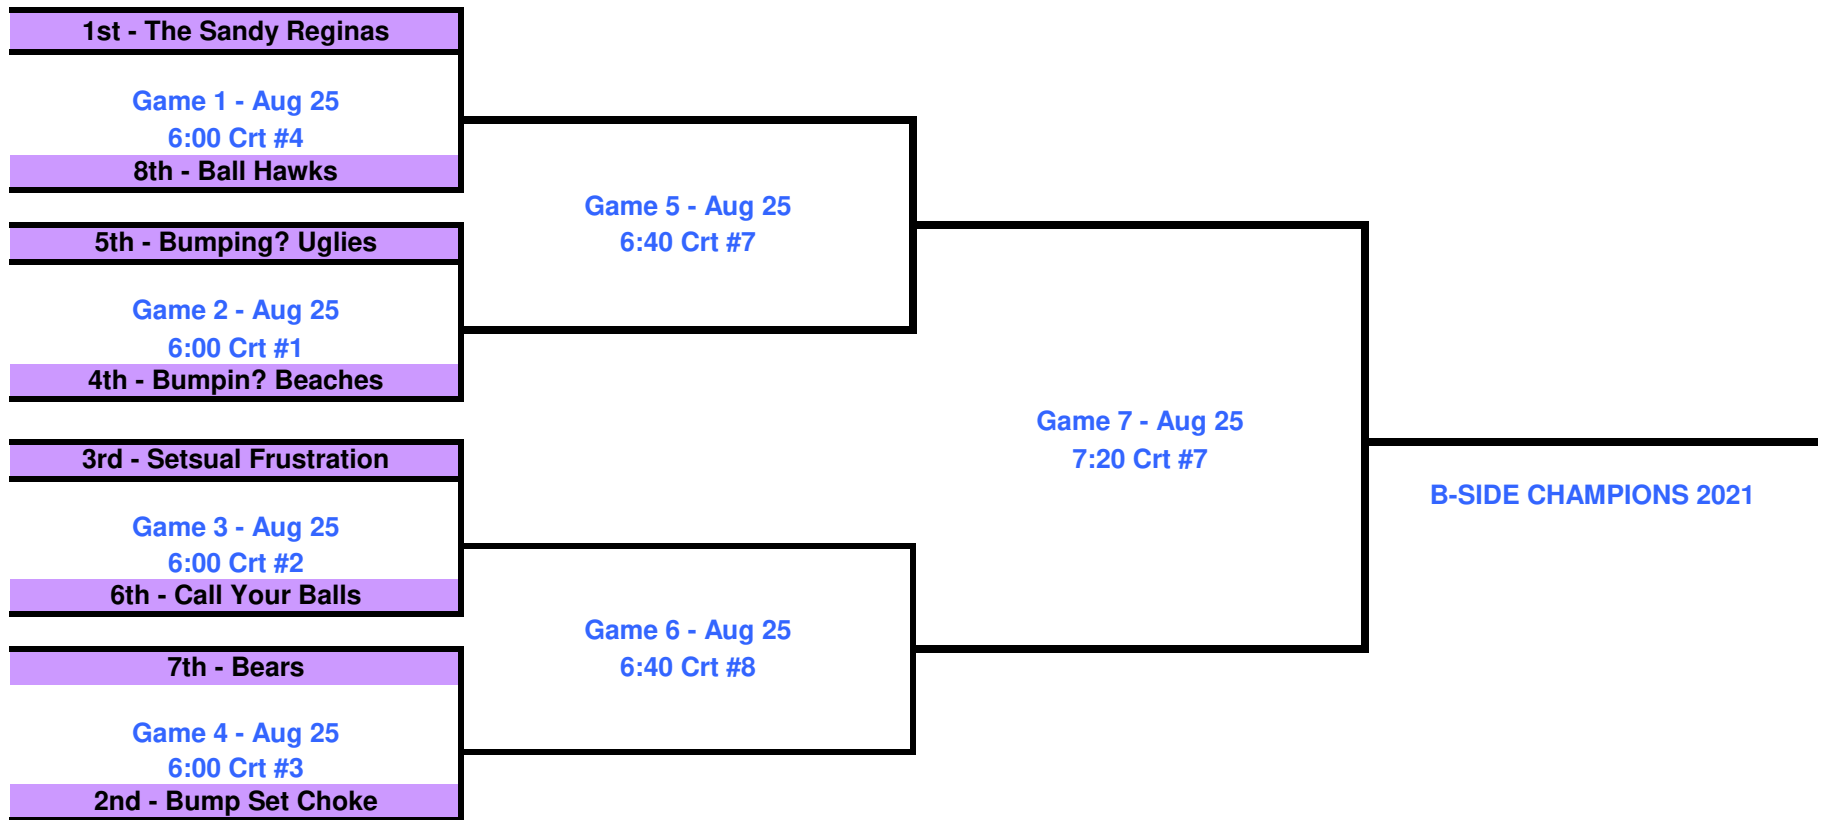 1st - The Sandy Reginas
Game 1 - Aug 25
6:00 Crt #4
8th - Ball Hawks
5th - Bumping? Uglies
Game 2 - Aug 25
6:00 Crt #1
4th - Bumpin? Beaches
3rd - Setsual Frustration
Game 3 - Aug 25
6:00 Crt #2
6th - Call Your Balls
7th - Bears
Game 4 - Aug 25
6:00 Crt #3
2nd - Bump Set Choke
Game 5 - Aug 25
6:40 Crt #7
Game 6 - Aug 25
6:40 Crt #8
Game 7 - Aug 25
7:20 Crt #7
B-SIDE CHAMPIONS 2021